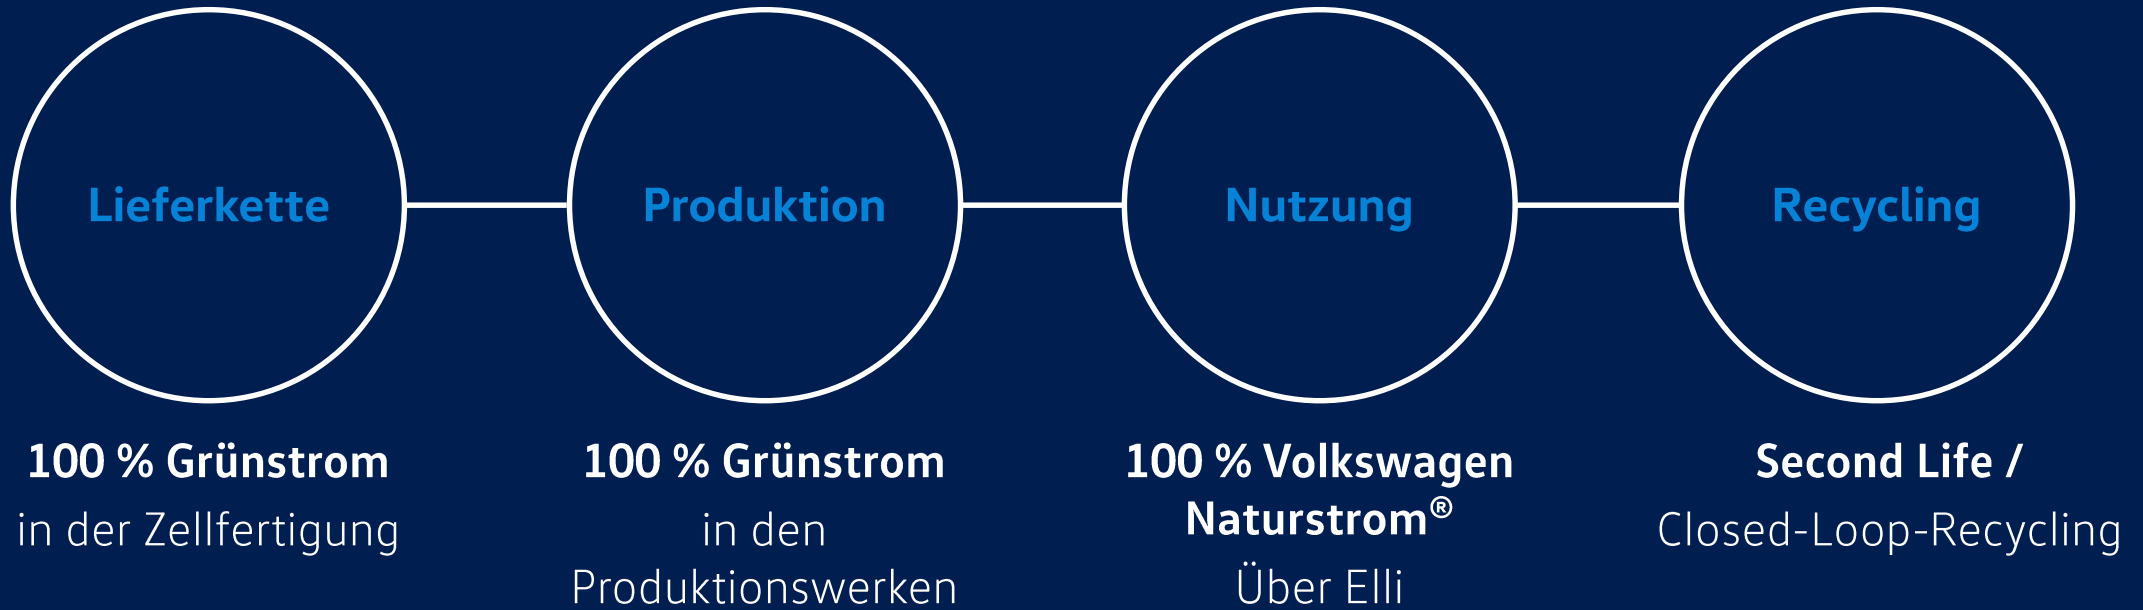 Lieferkette
Produktion
Nutzung
Recycling
100 % Grünstrom
in der Zellfertigung
100 % Grünstrom
in den
Produktionswerken
100 % Volkswagen
Naturstrom®
Über Elli
Second Life /
Closed-Loop-Recycling